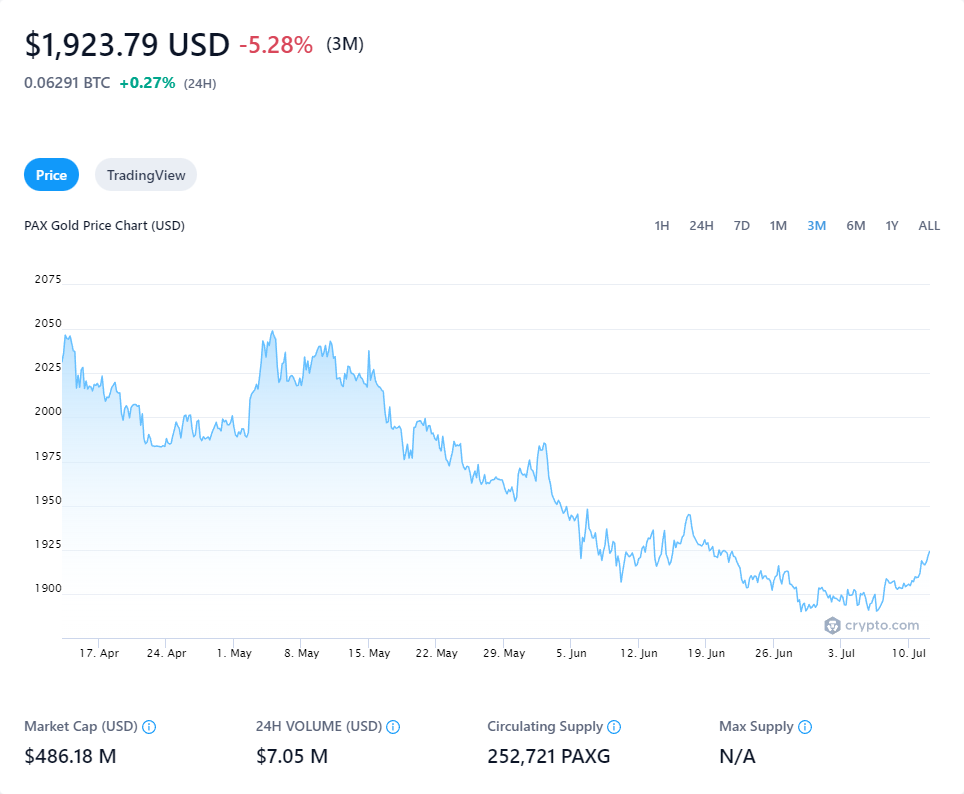 $1,923.79 USD -5.28% (3M)
0.06291 BTC +0.27% (24H)
Price TradingView
PAX Gold Price Chart (USD) 1H 24H 7D 1M 3M 6M 1Y ALL
2075
2050
2025
2000
1975
1950
1925
1900
crypto.com
17. Apr 24. Apr 1. May 8. May 15. May 22. May 29. May 5. Jun 12. Jun 19. Jun 26. Jun 3. Jul 10. Jul
Market Cap (USD) 24H VOLUME (USD) Circulating Supply Max Supply
$486.18 M $7.05 M 252,721 PAXG N/A